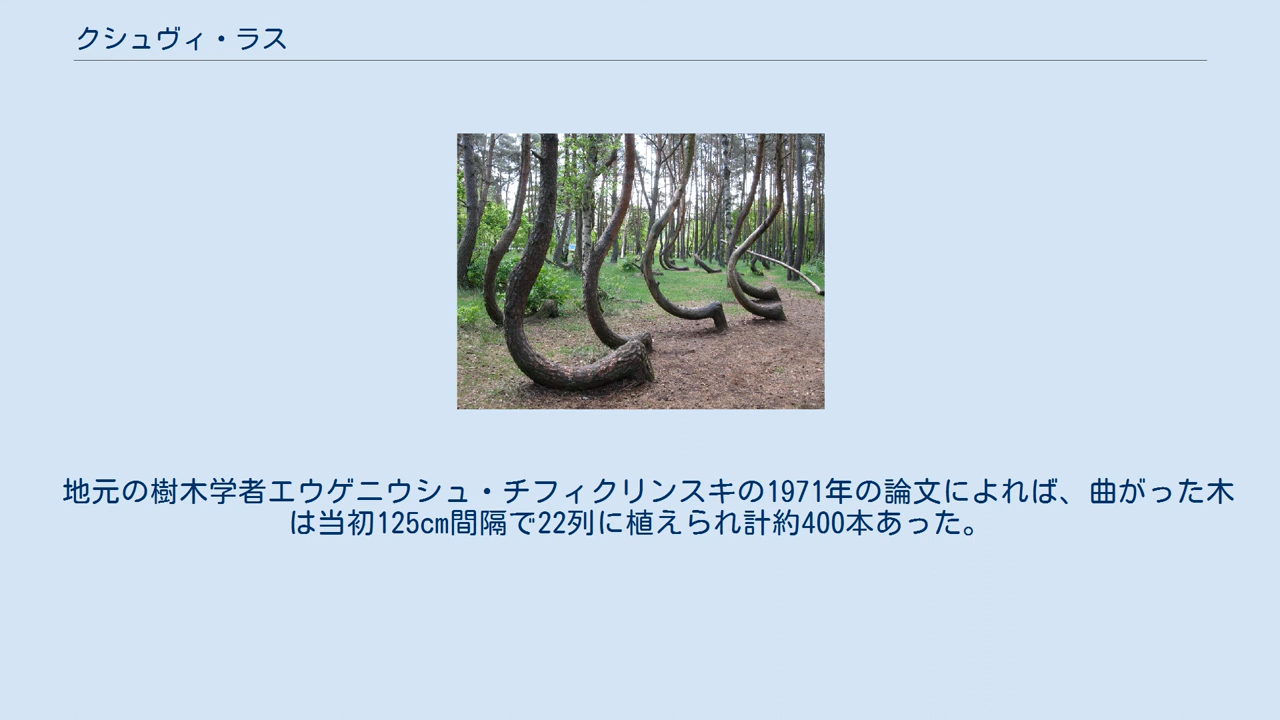 クシュヴィ・ラス
地元の樹木学者エウゲニウシュ・チフィクリンスキの1971年の論文によれば、曲がった木
は当初125cm間隔で22列に植えられ計約400本あった。